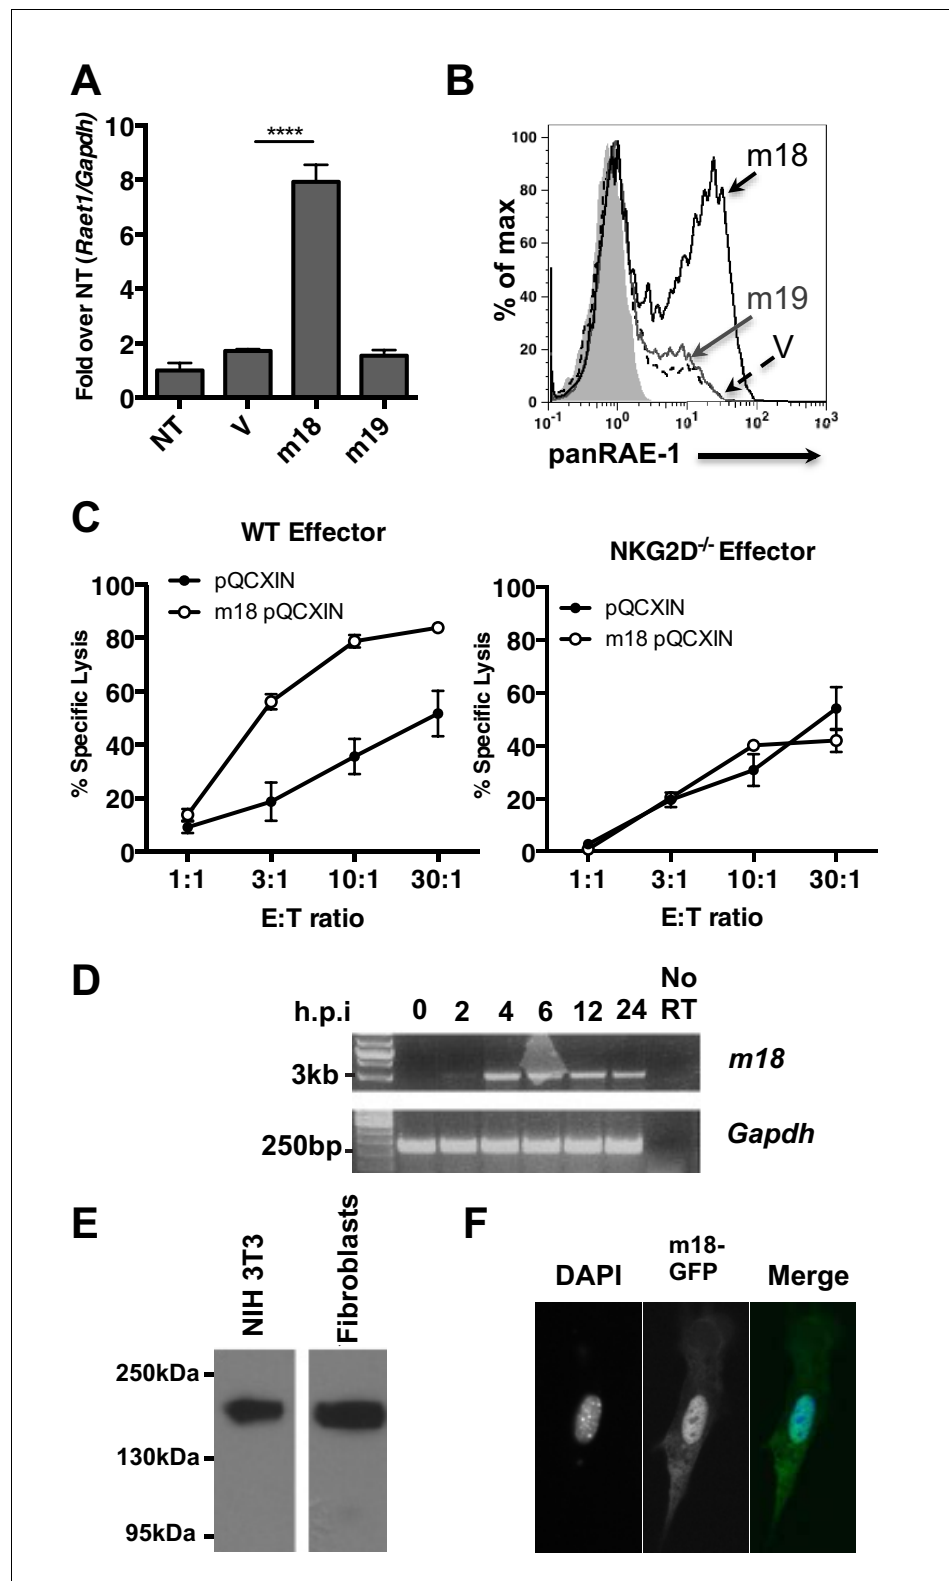 A
Fold over NT (Raet1/Gapdh)
10
8
6
4
2
0
****
NT
V
m18
m19
B
% of max
100
80
60
40
20
0
10⁻¹
10⁰
10¹
10²
10³
m18
m19
V
panRAE-1
C
WT Effector
% Specific Lysis
pQCXIN
m18 pQCXIN
100
80
60
40
20
0
1:1
3:1
10:1
30:1
E:T ratio
NKG2D⁻/⁻ Effector
% Specific Lysis
pQCXIN
m18 pQCXIN
100
80
60
40
20
0
1:1
3:1
10:1
30:1
E:T ratio
D
h.p.i
0
2
4
6
12
24
No
RT
3kb
m18
250bp
Gapdh
E
NIH 3T3
Fibroblasts
250kDa
130kDa
95kDa
F
DAPI
m18-
GFP
Merge